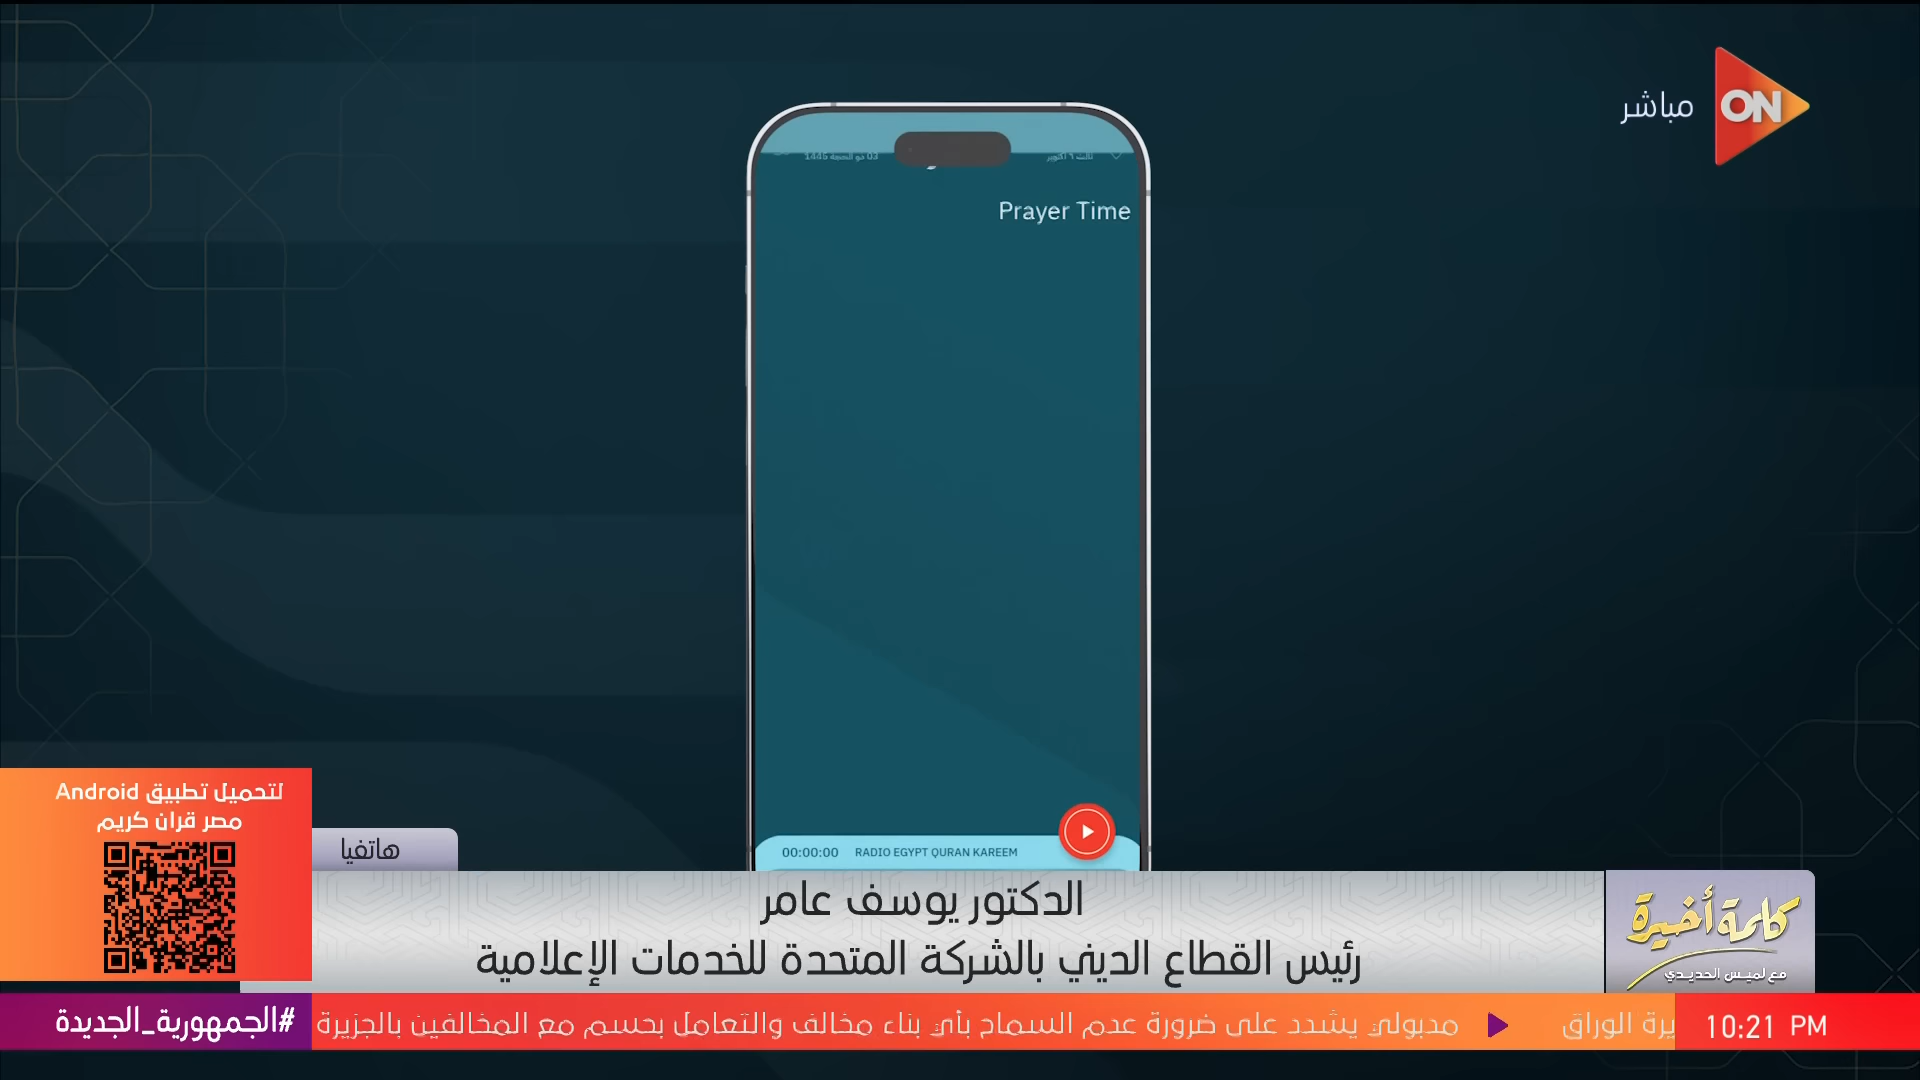 مباشر
ON
Prayer Time
00:00:00 RADIO EGYPT QURAN KAREEM
لتحميل تطبيق Android
مصر قران كريم
هاتفيا
الدكتور يوسف عامر
رئيس القطاع الديني بالشركة المتحدة للخدمات الإعلامية
كلمة أخيرة
مع لميس الحديدي
#الجمهورية_الجديدة
يرة الوراق
مدبولي يشدد على ضرورة عدم السماح بأي بناء مخالف والتعامل بحسم مع المخالفين بالجزيرة
10:21 PM